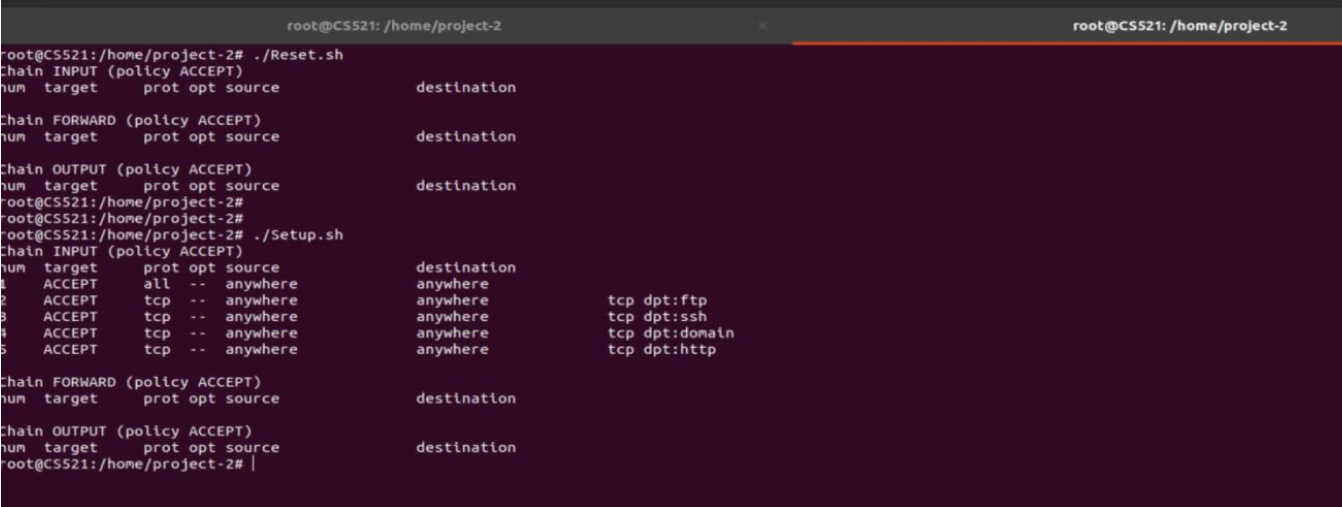 root@CS521: /home/project-2 × root@CS521: /home/project-2
root@CS521:/home/project-2# ./Reset.sh
Chain INPUT (policy ACCEPT)
num target prot opt source destination
Chain FORWARD (policy ACCEPT)
num target prot opt source destination
Chain OUTPUT (policy ACCEPT)
num target prot opt source destination
root@CS521:/home/project-2#
root@CS521:/home/project-2#
root@CS521:/home/project-2# ./Setup.sh
Chain INPUT (policy ACCEPT)
num target prot opt source destination
1 ACCEPT all -- anywhere anywhere
2 ACCEPT tcp -- anywhere anywhere tcp dpt:ftp
3 ACCEPT tcp -- anywhere anywhere tcp dpt:ssh
4 ACCEPT tcp -- anywhere anywhere tcp dpt:domain
5 ACCEPT tcp -- anywhere anywhere tcp dpt:http
Chain FORWARD (policy ACCEPT)
num target prot opt source destination
Chain OUTPUT (policy ACCEPT)
num target prot opt source destination
root@CS521:/home/project-2#